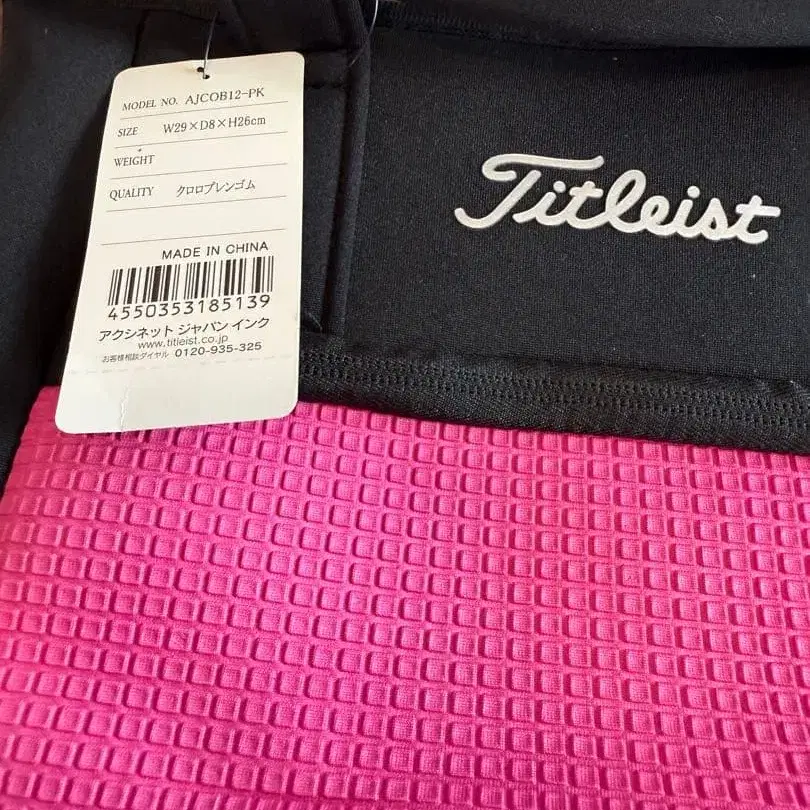 MODEL NO. AJCOB12-PK
SIZE W29×D8×H26cm
WEIGHT
QUALITY クロロプレンゴム
MADE IN CHINA
4550353185139
アクシネット ジャパン インク
www.titleist.co.jp
お客様相談ダイヤル 0120-935-325
Titleist